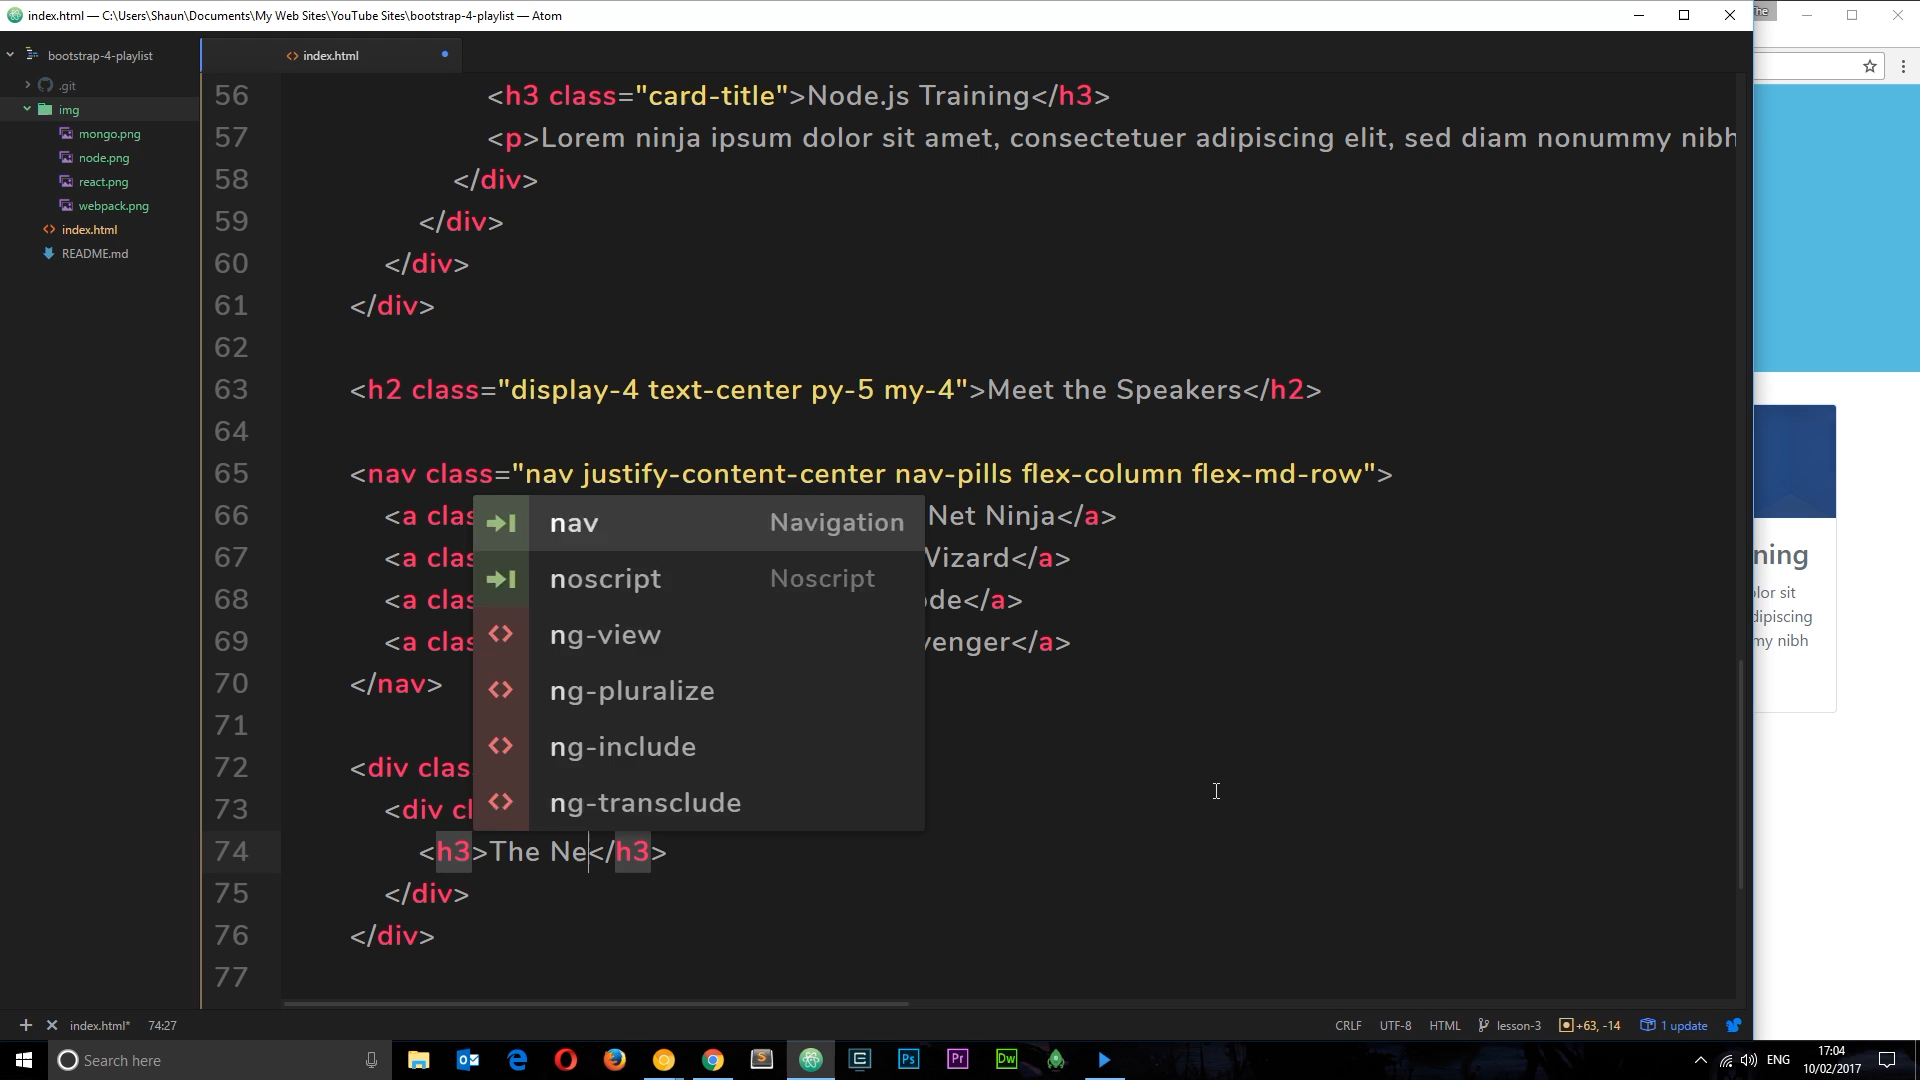 index.html — C:\Users\Shaun\Documents\My Web Sites\YouTube Sites\bootstrap-4-playlist — Atom
bootstrap-4-playlist
.git
img
mongo.png
node.png
react.png
webpack.png
index.html
README.md
index.html
56 <h3 class="card-title">Node.js Training</h3>
57 <p>Lorem ninja ipsum dolor sit amet, consectetuer adipiscing elit, sed diam nonummy nibh
58 </div>
59 </div>
60 </div>
61 </div>
62
63 <h2 class="display-4 text-center py-5 my-4">Meet the Speakers</h2>
64
65 <nav class="nav justify-content-center nav-pills flex-column flex-md-row">
66 <a clas Net Ninja</a>
67 <a clas Wizard</a>
68 <a clas ode</a>
69 <a clas venger</a>
70 </nav>
71
72 <div clas
73 <div cl
74 <h3>The Ne</h3>
75 </div>
76 </div>
77
nav Navigation
noscript Noscript
ng-view
ng-pluralize
ng-include
ng-transclude
ning
lor sit
dipiscing
my nibh
index.html* 74:27
CRLF UTF-8 HTML lesson-3 +63, -14 1 update
Search here
ENG
17:04
10/02/2017